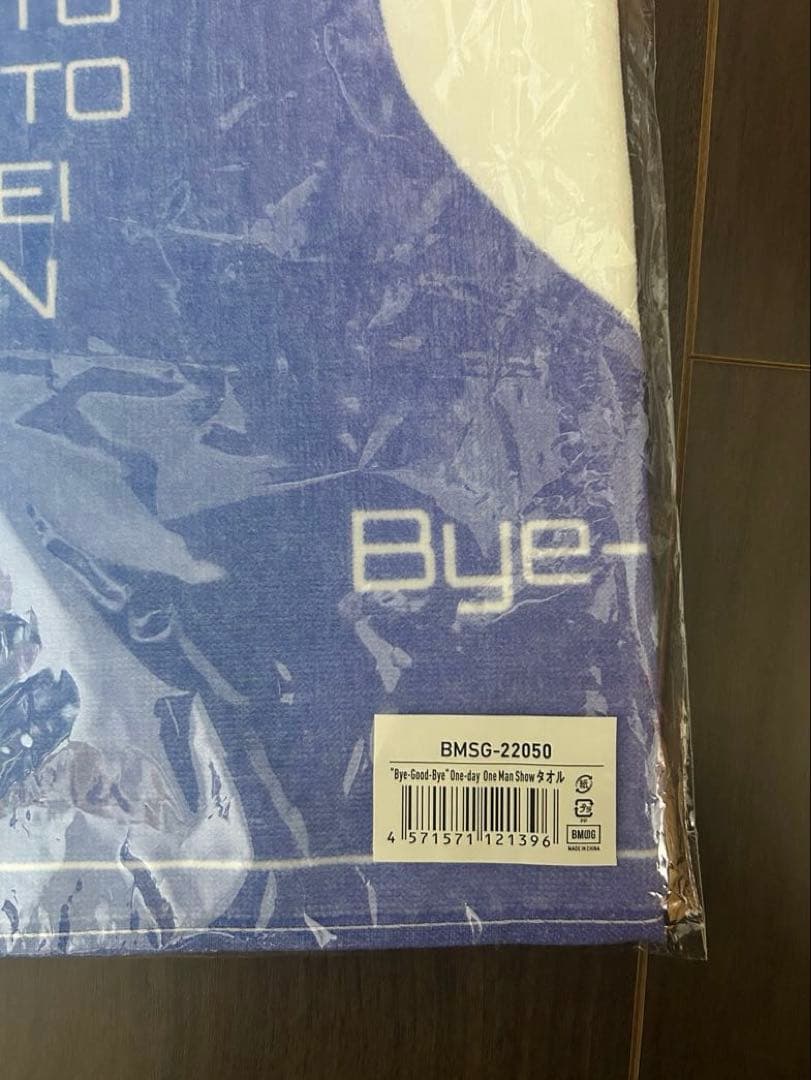 TO
TO
EI
N
Bye-
BMSG-22050
"Bye-Good-Bye" One-day One Man Show タオル
紙
プラ
PP
4 571571 121396
BMSG
MADE IN CHINA